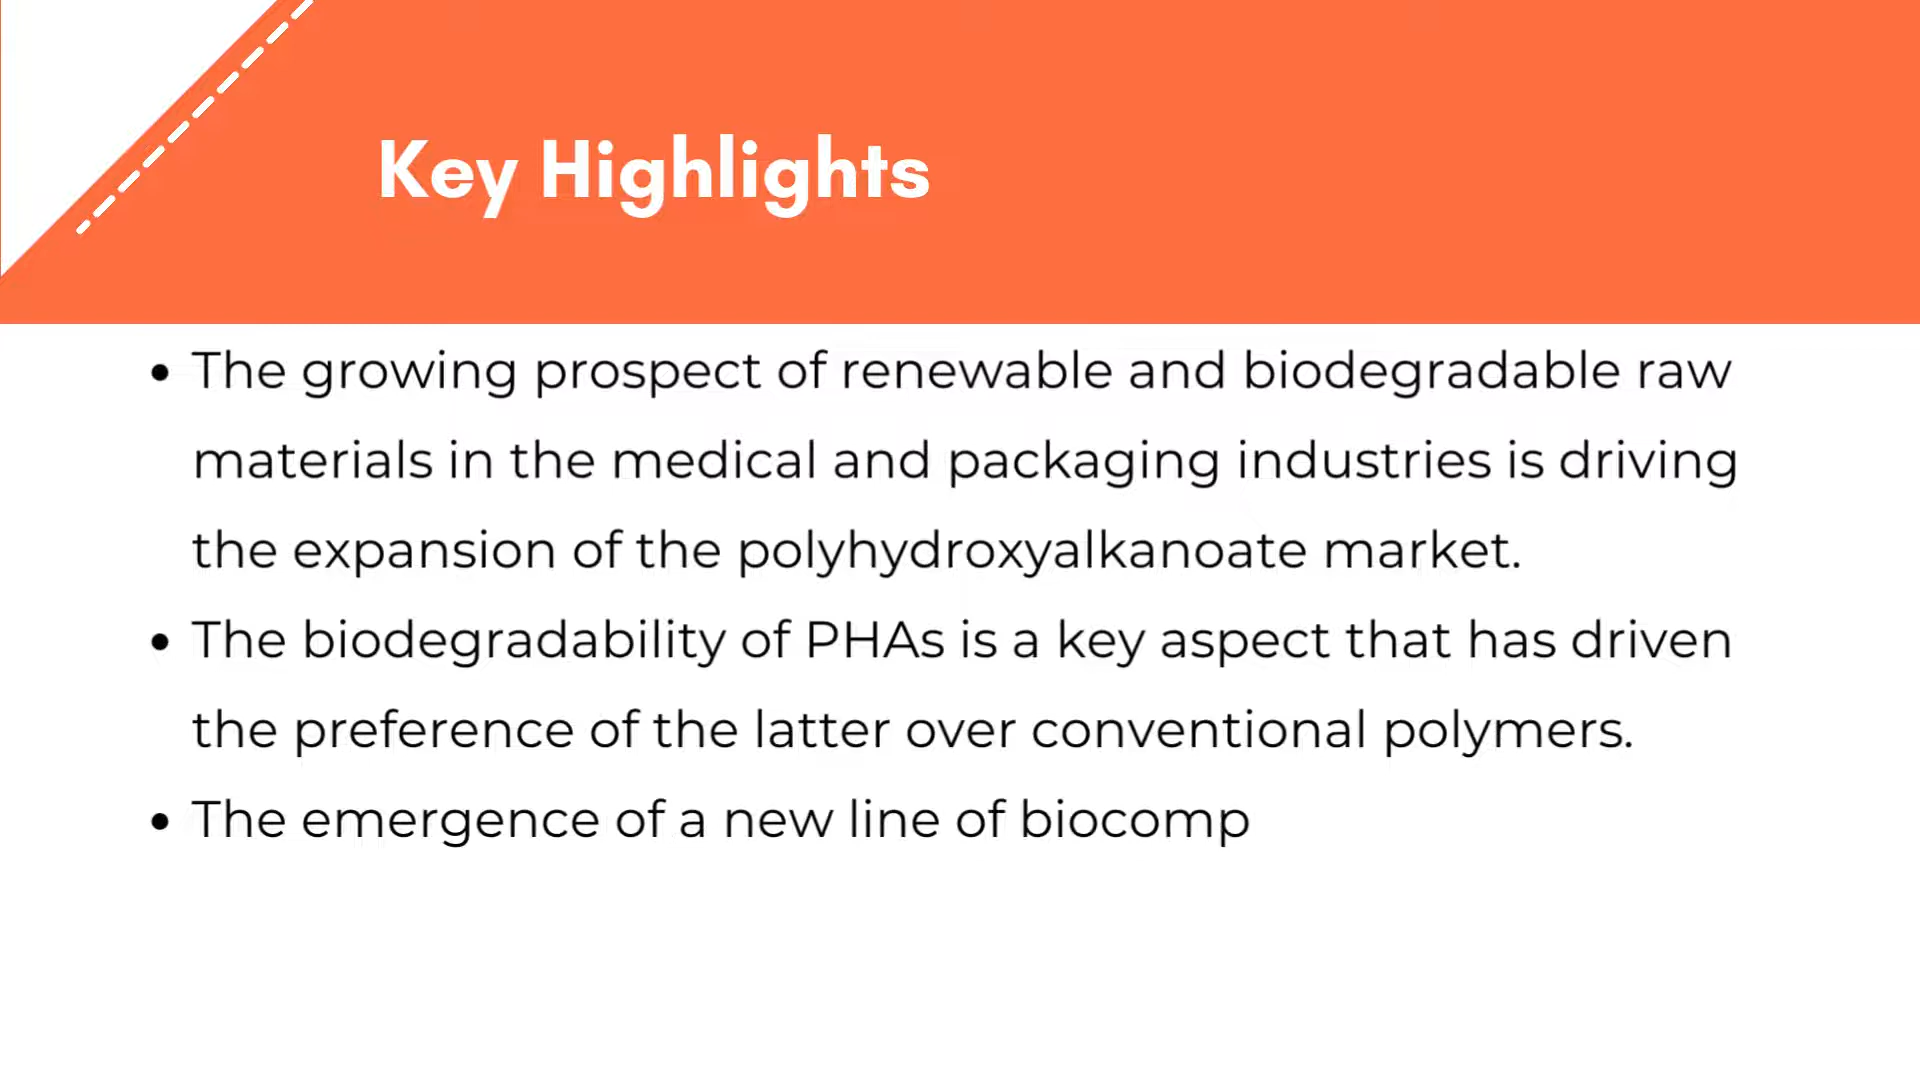 Key Highlights
• The growing prospect of renewable and biodegradable raw
materials in the medical and packaging industries is driving
the expansion of the polyhydroxyalkanoate market.
• The biodegradability of PHAs is a key aspect that has driven
the preference of the latter over conventional polymers.
• The emergence of a new line of biocomp